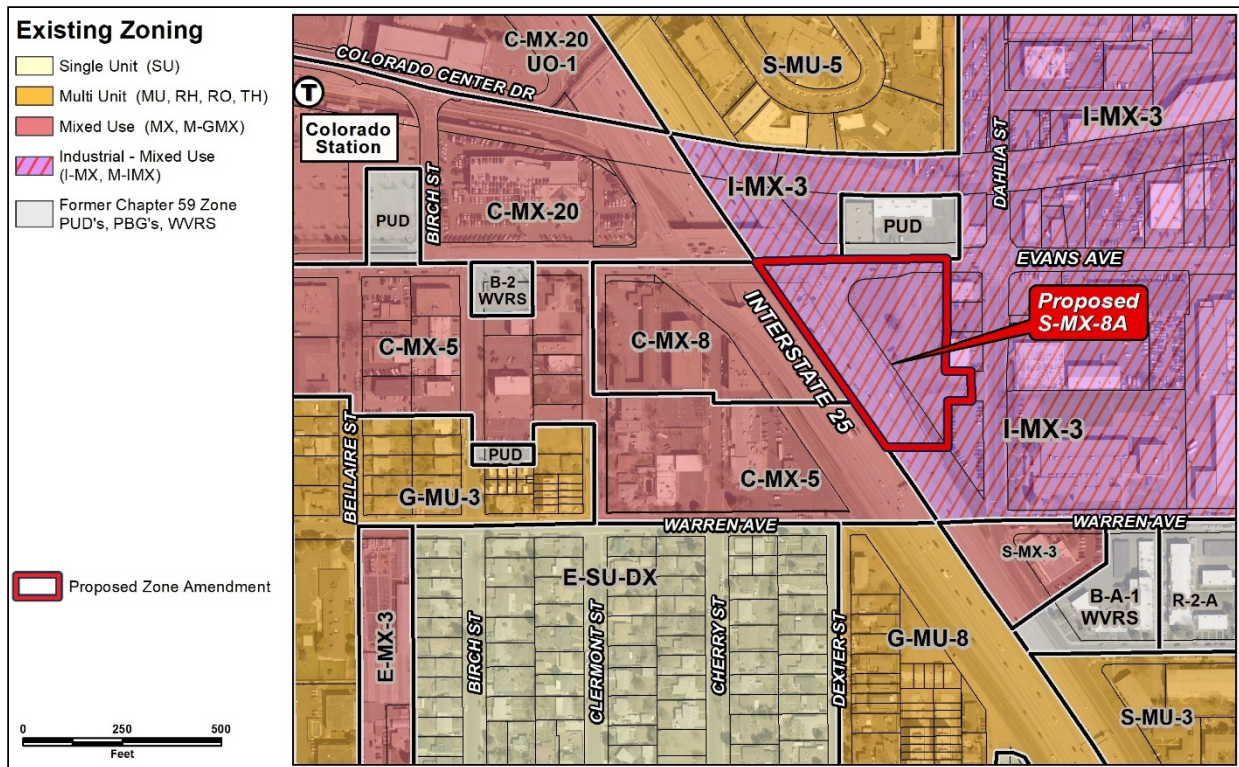 Existing Zoning
Single Unit (SU)
Multi Unit (MU, RH, RO, TH)
Mixed Use (MX, M-GMX)
Industrial - Mixed Use
(I-MX, M-IMX)
Former Chapter 59 Zone
PUD's, PBG's, WVRS
Proposed Zone Amendment
0 250 500
Feet
C-MX-20
UO-1
S-MU-5
COLORADO CENTER DR
T
Colorado
Station
I-MX-3
DAHLIA ST
I-MX-3
PUD
BIRCH ST
C-MX-20
PUD
EVANS AVE
B-2
WVRS
Proposed
S-MX-8A
C-MX-5
C-MX-8
INTERSTATE 25
I-MX-3
BELLAIRE ST
PUD
G-MU-3
C-MX-5
WARREN AVE
WARREN AVE
S-MX-3
E-SU-DX
B-A-1
WVRS
R-2-A
E-MX-3
BIRCH ST
CLERMONT ST
CHERRY ST
DEXTER ST
G-MU-8
S-MU-3